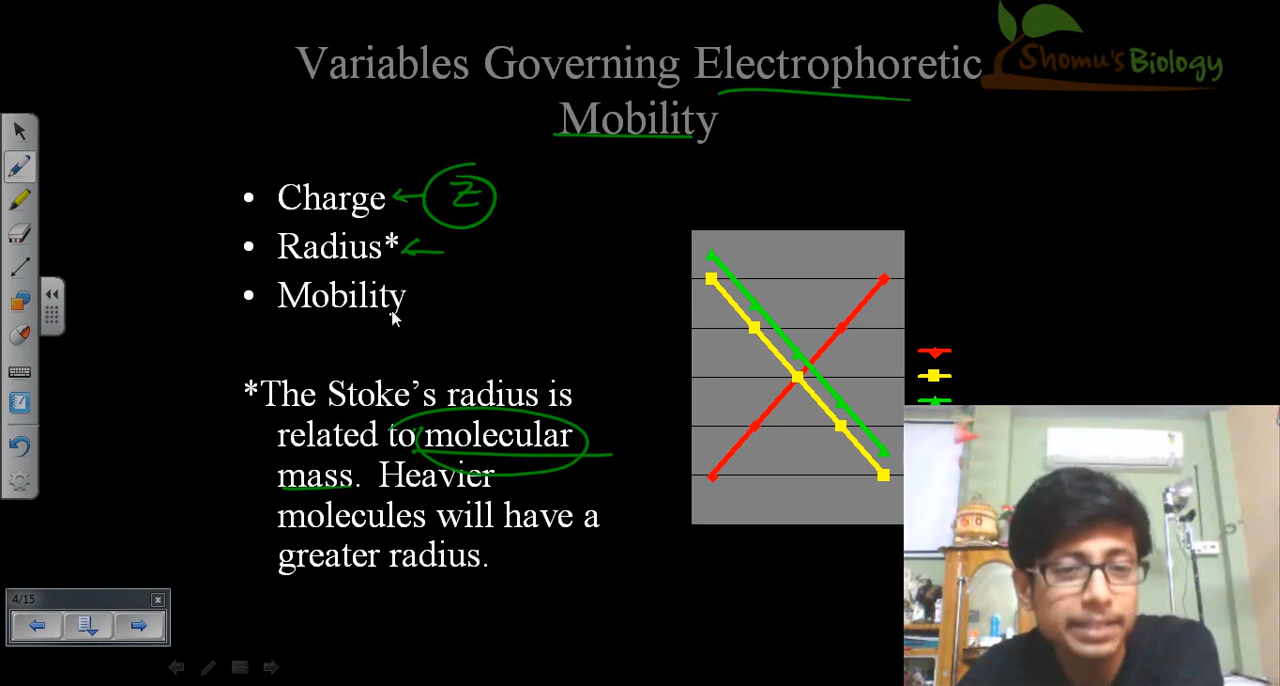 Variables Governing Electrophoretic
Mobility
Shomu's Biology
• Charge
Z
• Radius*
• Mobility
*The Stoke's radius is
related to molecular
mass. Heavier
molecules will have a
greater radius.
4/15